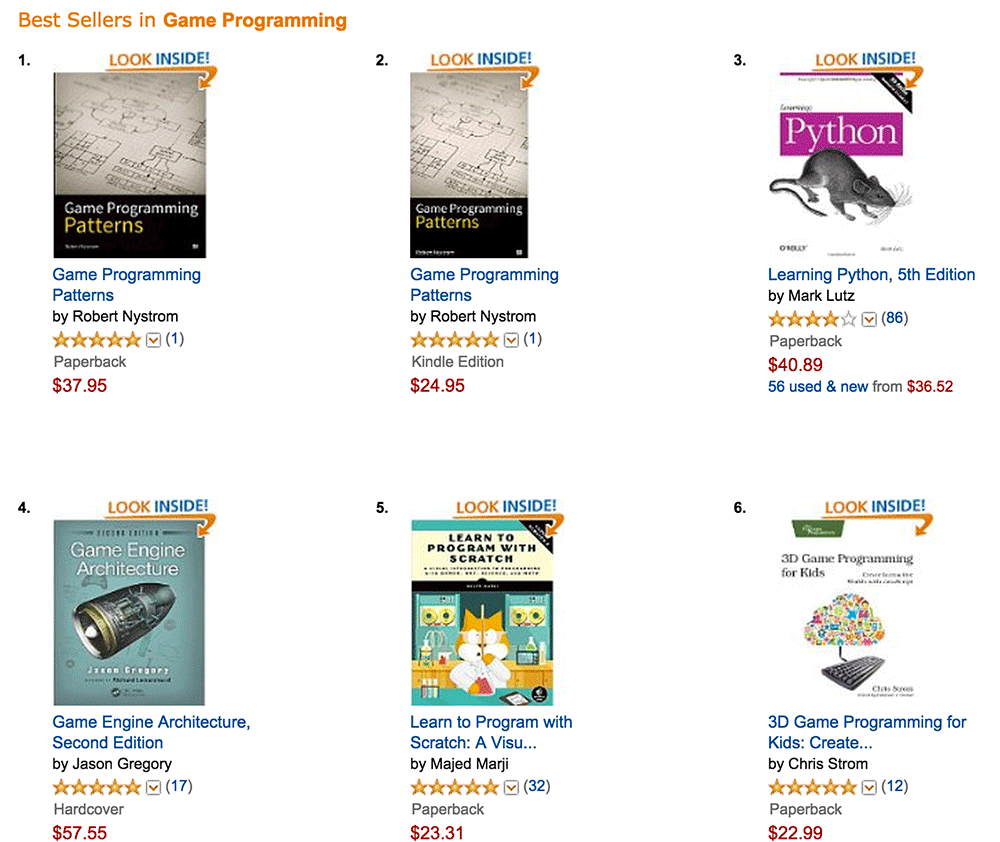 Best Sellers in Game Programming
1.
LOOK INSIDE!
Game Programming
Patterns
Robert Nystrom
Game Programming
Patterns
by Robert Nystrom
(1)
Paperback
$37.95
2.
LOOK INSIDE!
Game Programming
Patterns
Robert Nystrom
Game Programming
Patterns
by Robert Nystrom
(1)
Kindle Edition
$24.95
3.
LOOK INSIDE!
Learning
Python
O'REILLY
Mark Lutz
Learning Python, 5th Edition
by Mark Lutz
(86)
Paperback
$40.89
56 used & new from $36.52
4.
LOOK INSIDE!
SECOND EDITION
Game Engine
Architecture
Jason Gregory
Game Engine Architecture,
Second Edition
by Jason Gregory
(17)
Hardcover
$57.55
5.
LOOK INSIDE!
LEARN TO
PROGRAM WITH
SCRATCH
A VISUAL INTRODUCTION TO PROGRAMMING
WITH GAMES, ART, SCIENCE, AND MATH
MAJED MARJI
Learn to Program with
Scratch: A Visu...
by Majed Marji
(32)
Paperback
$23.31
6.
LOOK INSIDE!
3D Game Programming
for Kids
Create Interactive
Worlds with JavaScript
Chris Strom
3D Game Programming for
Kids: Create...
by Chris Strom
(12)
Paperback
$22.99